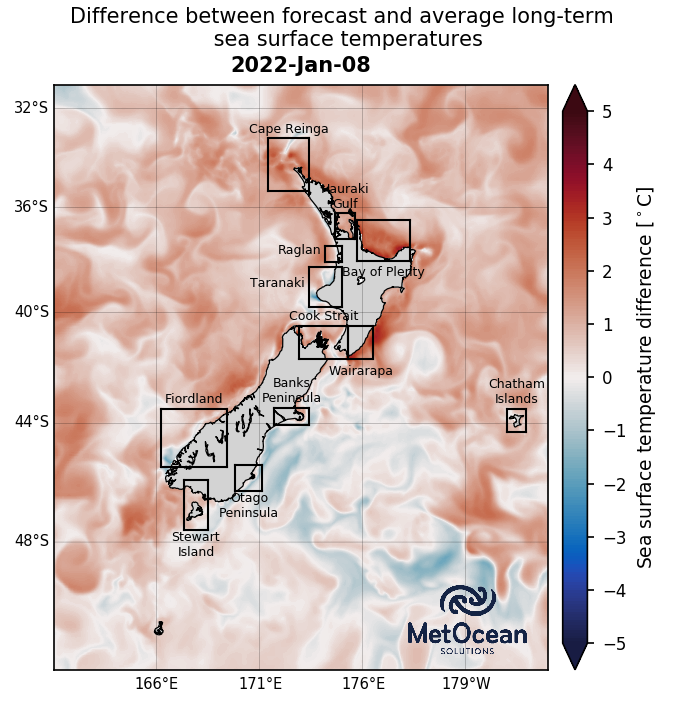 Difference between forecast and average long-term
sea surface temperatures
2022-Jan-08
32°S
36°S
40°S
44°S
48°S
166°E
171°E
176°E
179°W
Cape Reinga
Hauraki
Gulf
Raglan
Bay of Plenty
Taranaki
Cook Strait
Wairarapa
Banks
Peninsula
Fiordland
Chatham
Islands
Otago
Peninsula
Stewart
Island
MetOcean
SOLUTIONS
5
4
3
2
1
0
−1
−2
−3
−4
−5
Sea surface temperature difference [°C]